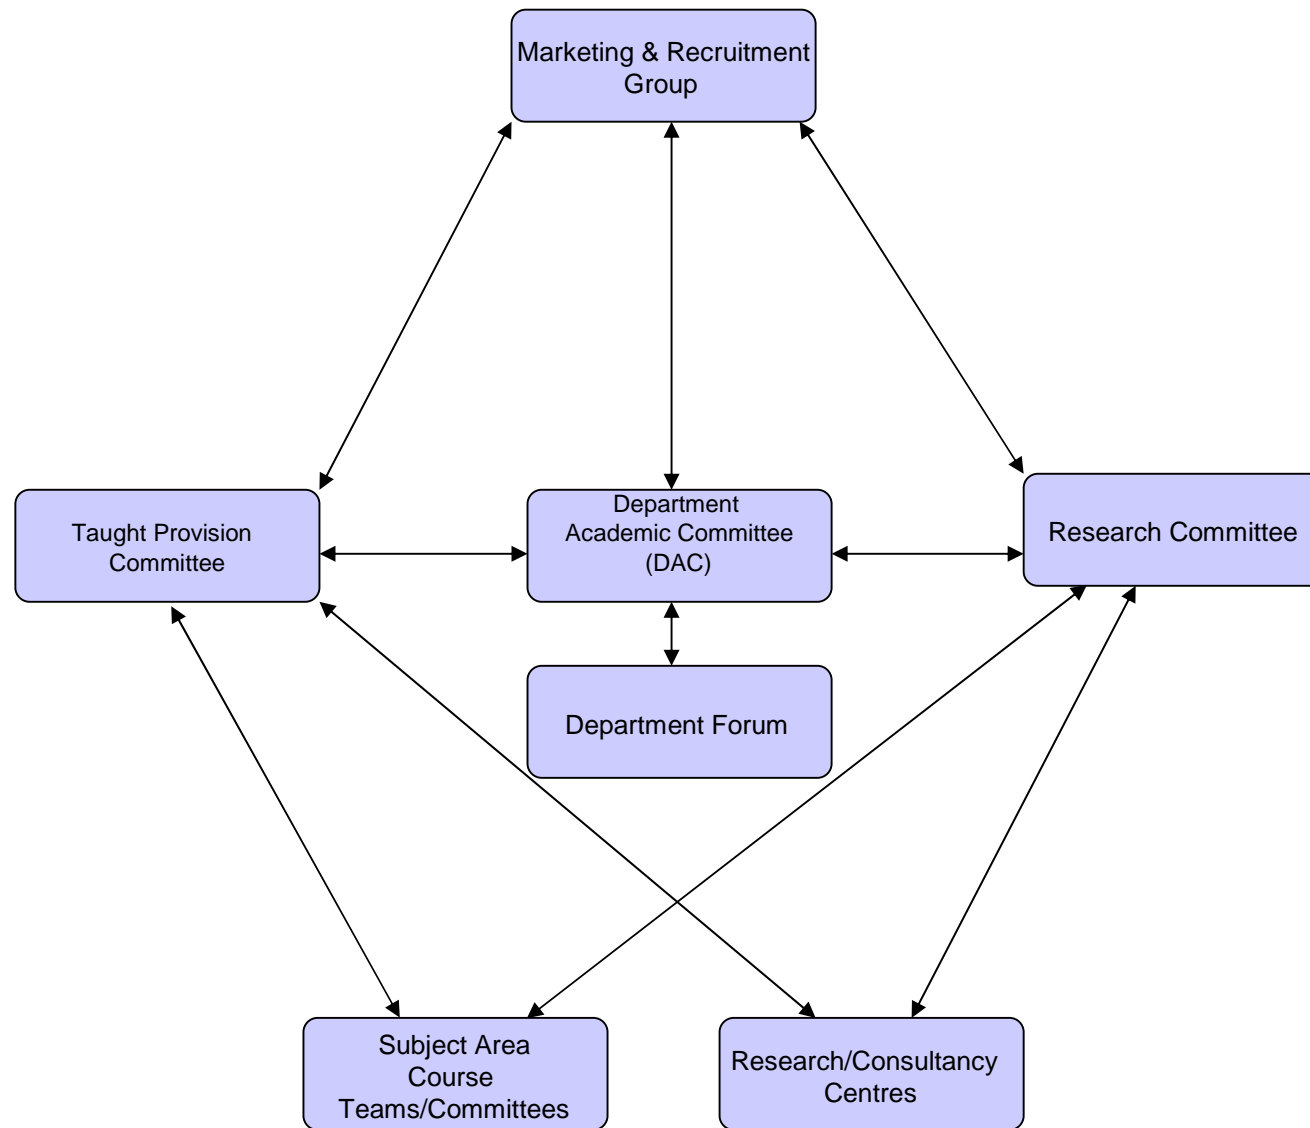 Marketing & Recruitment
Group
Taught Provision
Committee
Department
Academic Committee
(DAC)
Research Committee
Department Forum
Subject Area
Course
Teams/Committees
Research/Consultancy
Centres